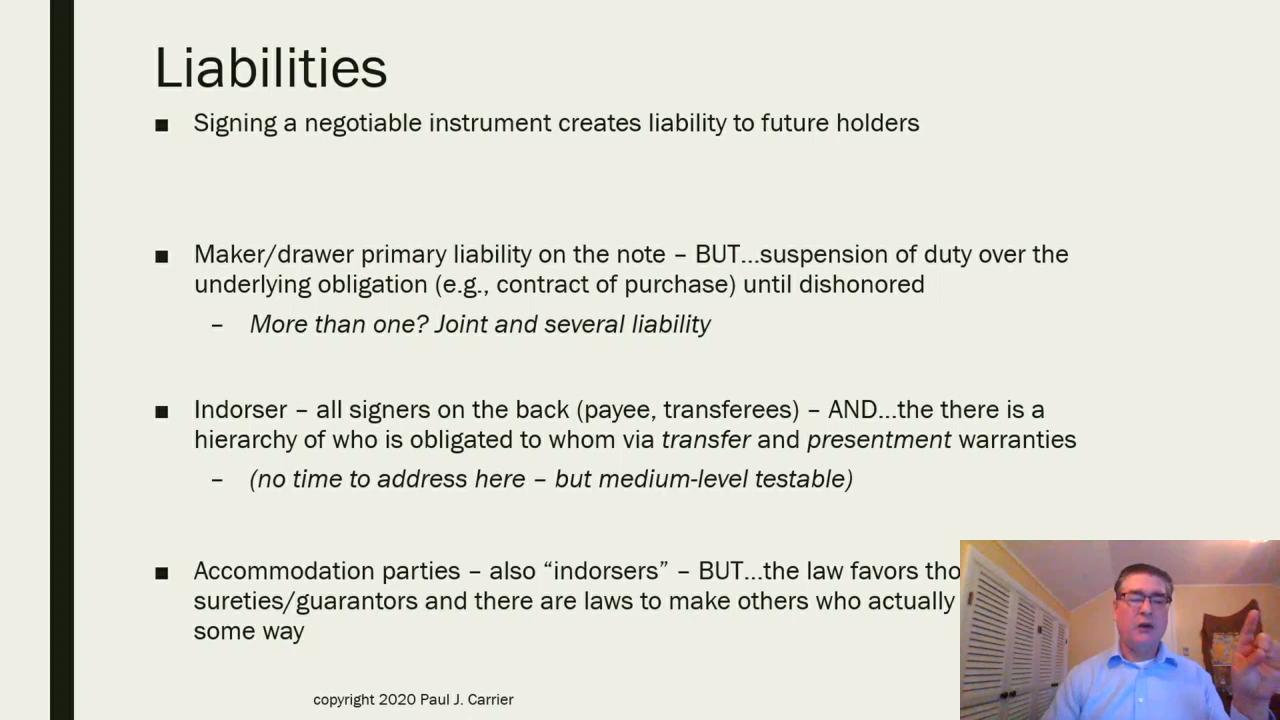 Liabilities
■ Signing a negotiable instrument creates liability to future holders
■ Maker/drawer primary liability on the note – BUT...suspension of duty over the
underlying obligation (e.g., contract of purchase) until dishonored
– More than one? Joint and several liability
■ Indorser – all signers on the back (payee, transferees) – AND...the there is a
hierarchy of who is obligated to whom via transfer and presentment warranties
– (no time to address here – but medium-level testable)
■ Accommodation parties – also “indorsers” – BUT...the law favors
sureties/guarantors and there are laws to make others who actually
some way
copyright 2020 Paul J. Carrier